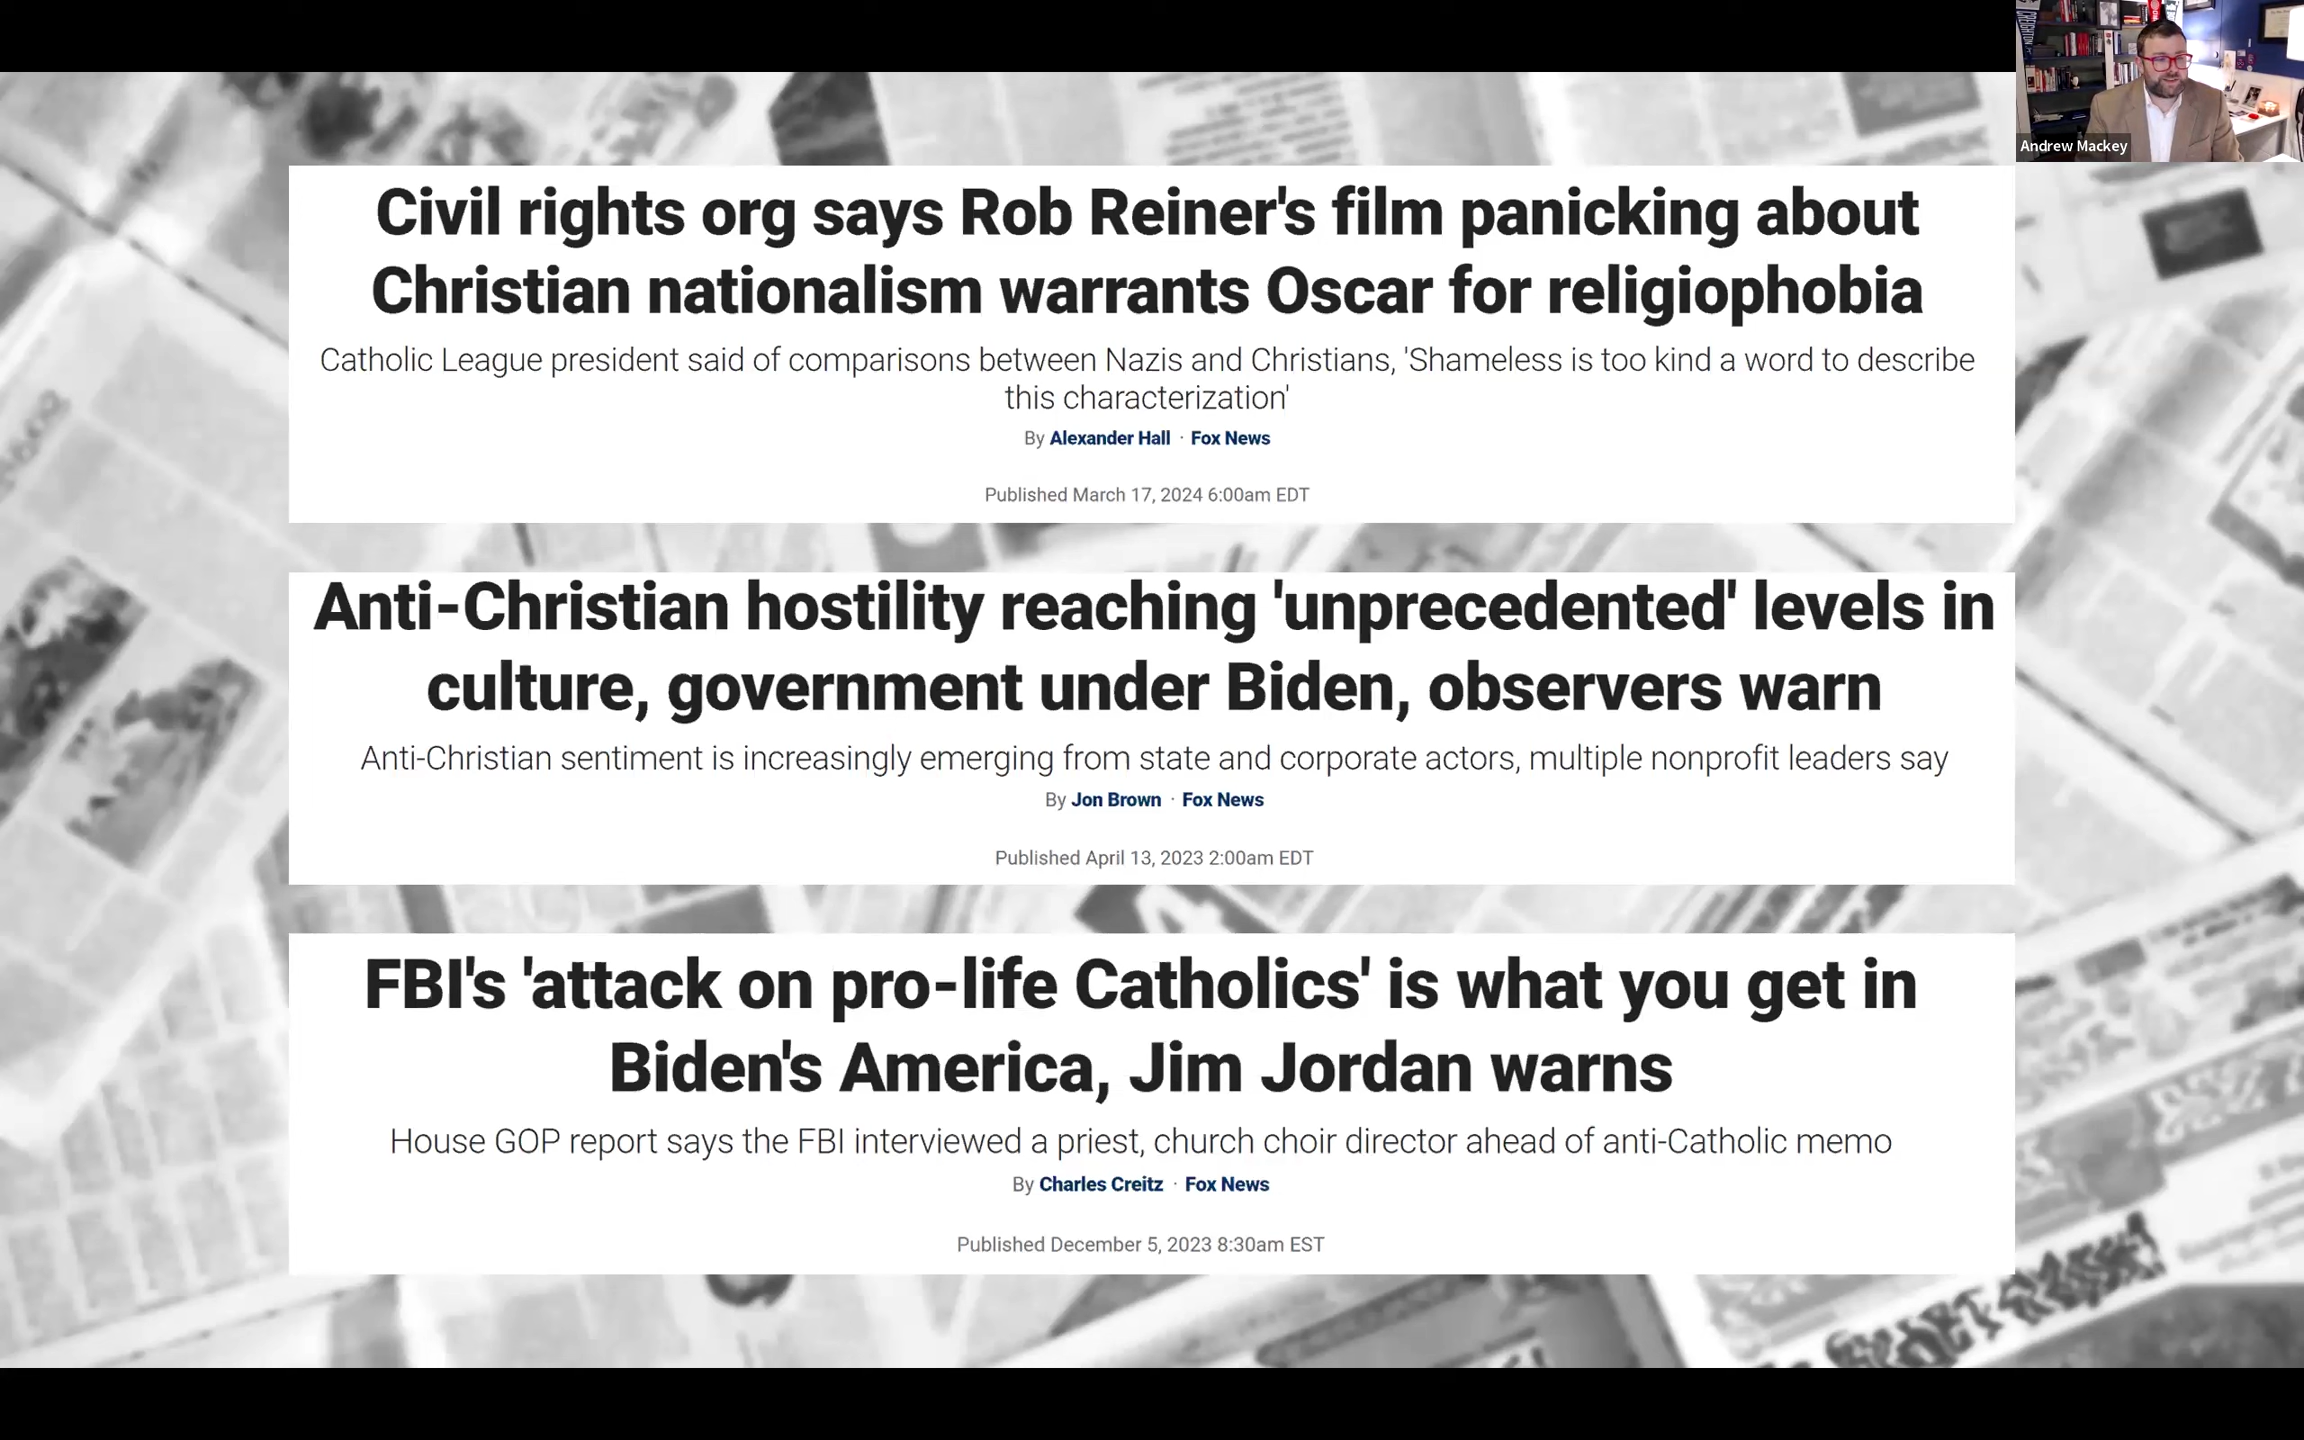 Andrew Mackey
Civil rights org says Rob Reiner's film panicking about
Christian nationalism warrants Oscar for religiophobia
Catholic League president said of comparisons between Nazis and Christians, 'Shameless is too kind a word to describe
this characterization'
By Alexander Hall · Fox News
Published March 17, 2024 6:00am EDT
Anti-Christian hostility reaching 'unprecedented' levels in
culture, government under Biden, observers warn
Anti-Christian sentiment is increasingly emerging from state and corporate actors, multiple nonprofit leaders say
By Jon Brown · Fox News
Published April 13, 2023 2:00am EDT
FBI's 'attack on pro-life Catholics' is what you get in
Biden's America, Jim Jordan warns
House GOP report says the FBI interviewed a priest, church choir director ahead of anti-Catholic memo
By Charles Creitz · Fox News
Published December 5, 2023 8:30am EST